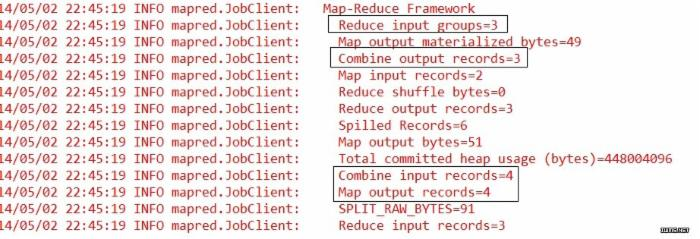 14/05/02 22:45:19 INFO mapred.JobClient: Map-Reduce Framework
14/05/02 22:45:19 INFO mapred.JobClient: Reduce input groups=3
14/05/02 22:45:19 INFO mapred.JobClient: Map output materialized bytes=49
14/05/02 22:45:19 INFO mapred.JobClient: Combine output records=3
14/05/02 22:45:19 INFO mapred.JobClient: Map input records=2
14/05/02 22:45:19 INFO mapred.JobClient: Reduce shuffle bytes=0
14/05/02 22:45:19 INFO mapred.JobClient: Reduce output records=3
14/05/02 22:45:19 INFO mapred.JobClient: Spilled Records=6
14/05/02 22:45:19 INFO mapred.JobClient: Map output bytes=51
14/05/02 22:45:19 INFO mapred.JobClient: Total committed heap usage (bytes)=448004096
14/05/02 22:45:19 INFO mapred.JobClient: Combine input records=4
14/05/02 22:45:19 INFO mapred.JobClient: Map output records=4
14/05/02 22:45:19 INFO mapred.JobClient: SPLIT_RAW_BYTES=91
14/05/02 22:45:19 INFO mapred.JobClient: Reduce input records=3